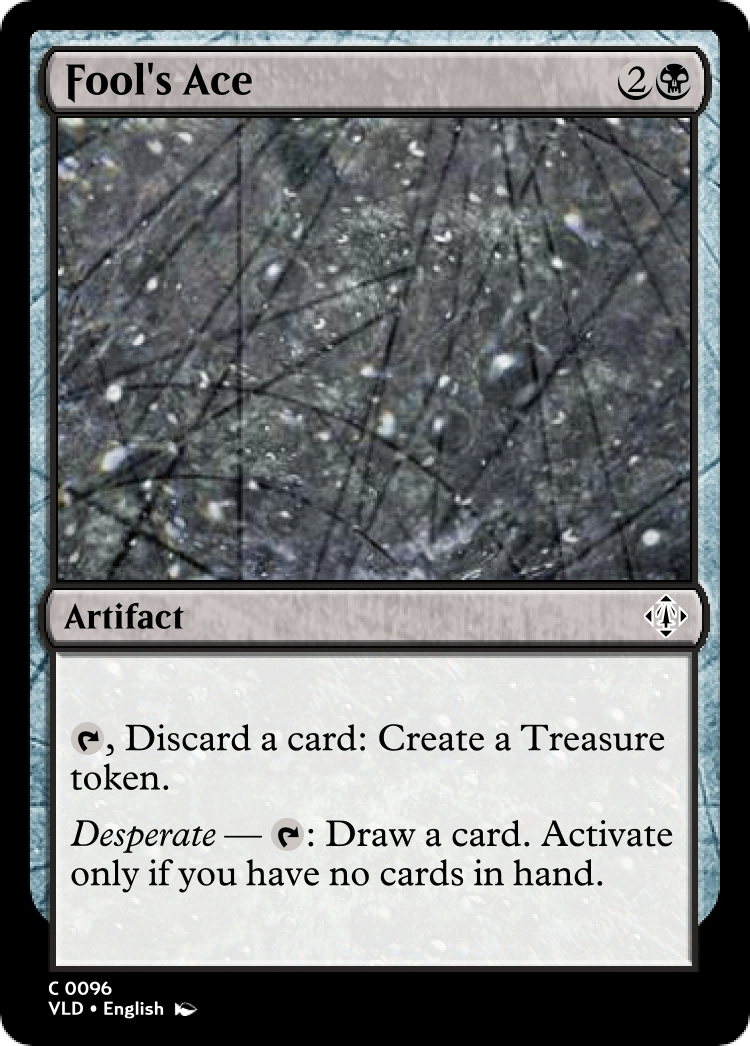 Fool's Ace 2
Artifact
, Discard a card: Create a Treasure
token.
Desperate — : Draw a card. Activate
only if you have no cards in hand.
C 0096
VLD • English